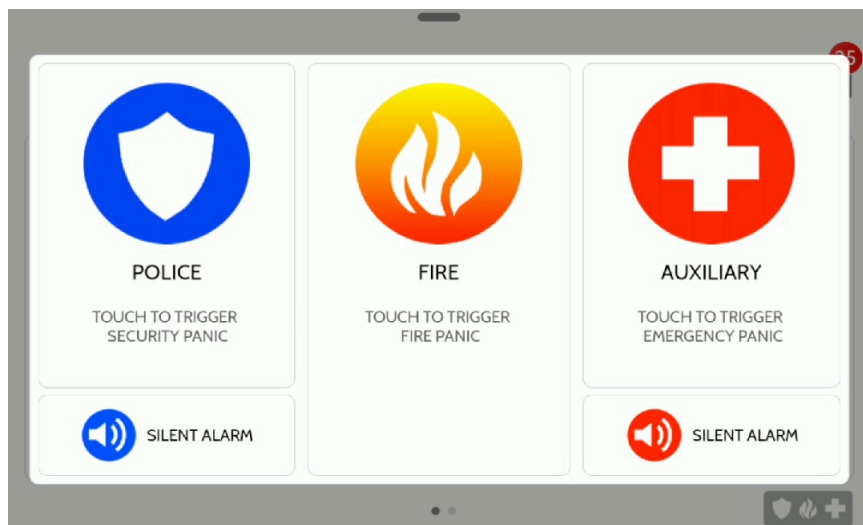 POLICE
TOUCH TO TRIGGER
SECURITY PANIC
SILENT ALARM
FIRE
TOUCH TO TRIGGER
FIRE PANIC
AUXILIARY
TOUCH TO TRIGGER
EMERGENCY PANIC
SILENT ALARM